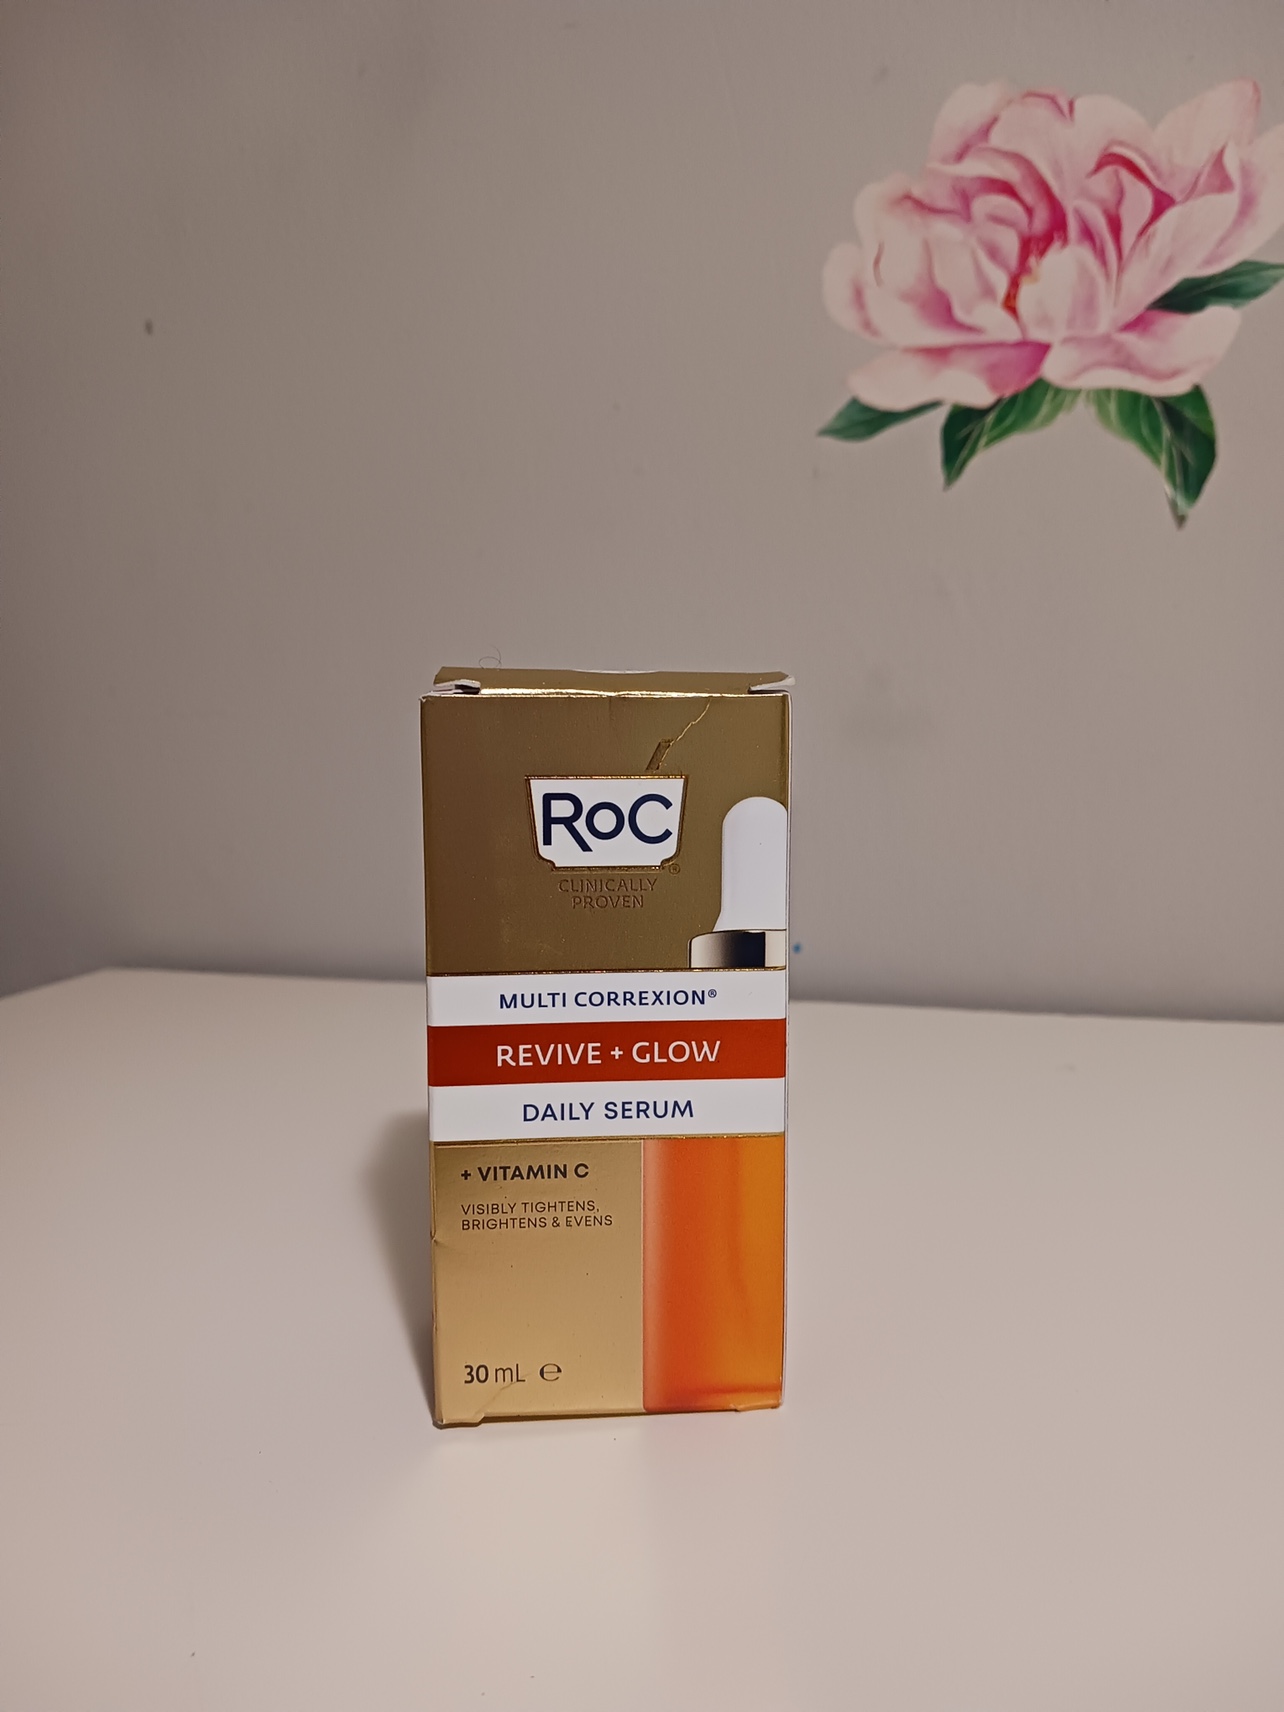 RoC
®
CLINICALLY
PROVEN
MULTI CORREXION®
REVIVE + GLOW
DAILY SERUM
+ VITAMIN C
VISIBLY TIGHTENS,
BRIGHTENS & EVENS
30 mL ℮